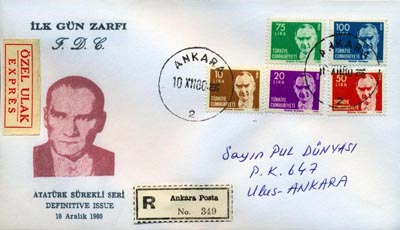 İLK GÜN ZARFI
F. D. C.
ÖZEL ULAK
EXPRÈS
ATATÜRK SÜREKLİ SERİ
DEFINITIVE ISSUE
10 Aralık 1980
ANKARA
10 XII 80
2
75
LİRA
TÜRKİYE
CUMHURİYETİ
100
LİRA
TÜRKİYE
CUMHURİYETİ
10
LİRA
TÜRKİYE
CUMHURİYETİ
20
LİRA
TÜRKİYE
CUMHURİYETİ
50
LİRA
TÜRKİYE
CUMHURİYETİ
R
Ankara Posta
No. 349
Sayın PUL DÜNYASI
P.K. 647
Ulus-ANKARA